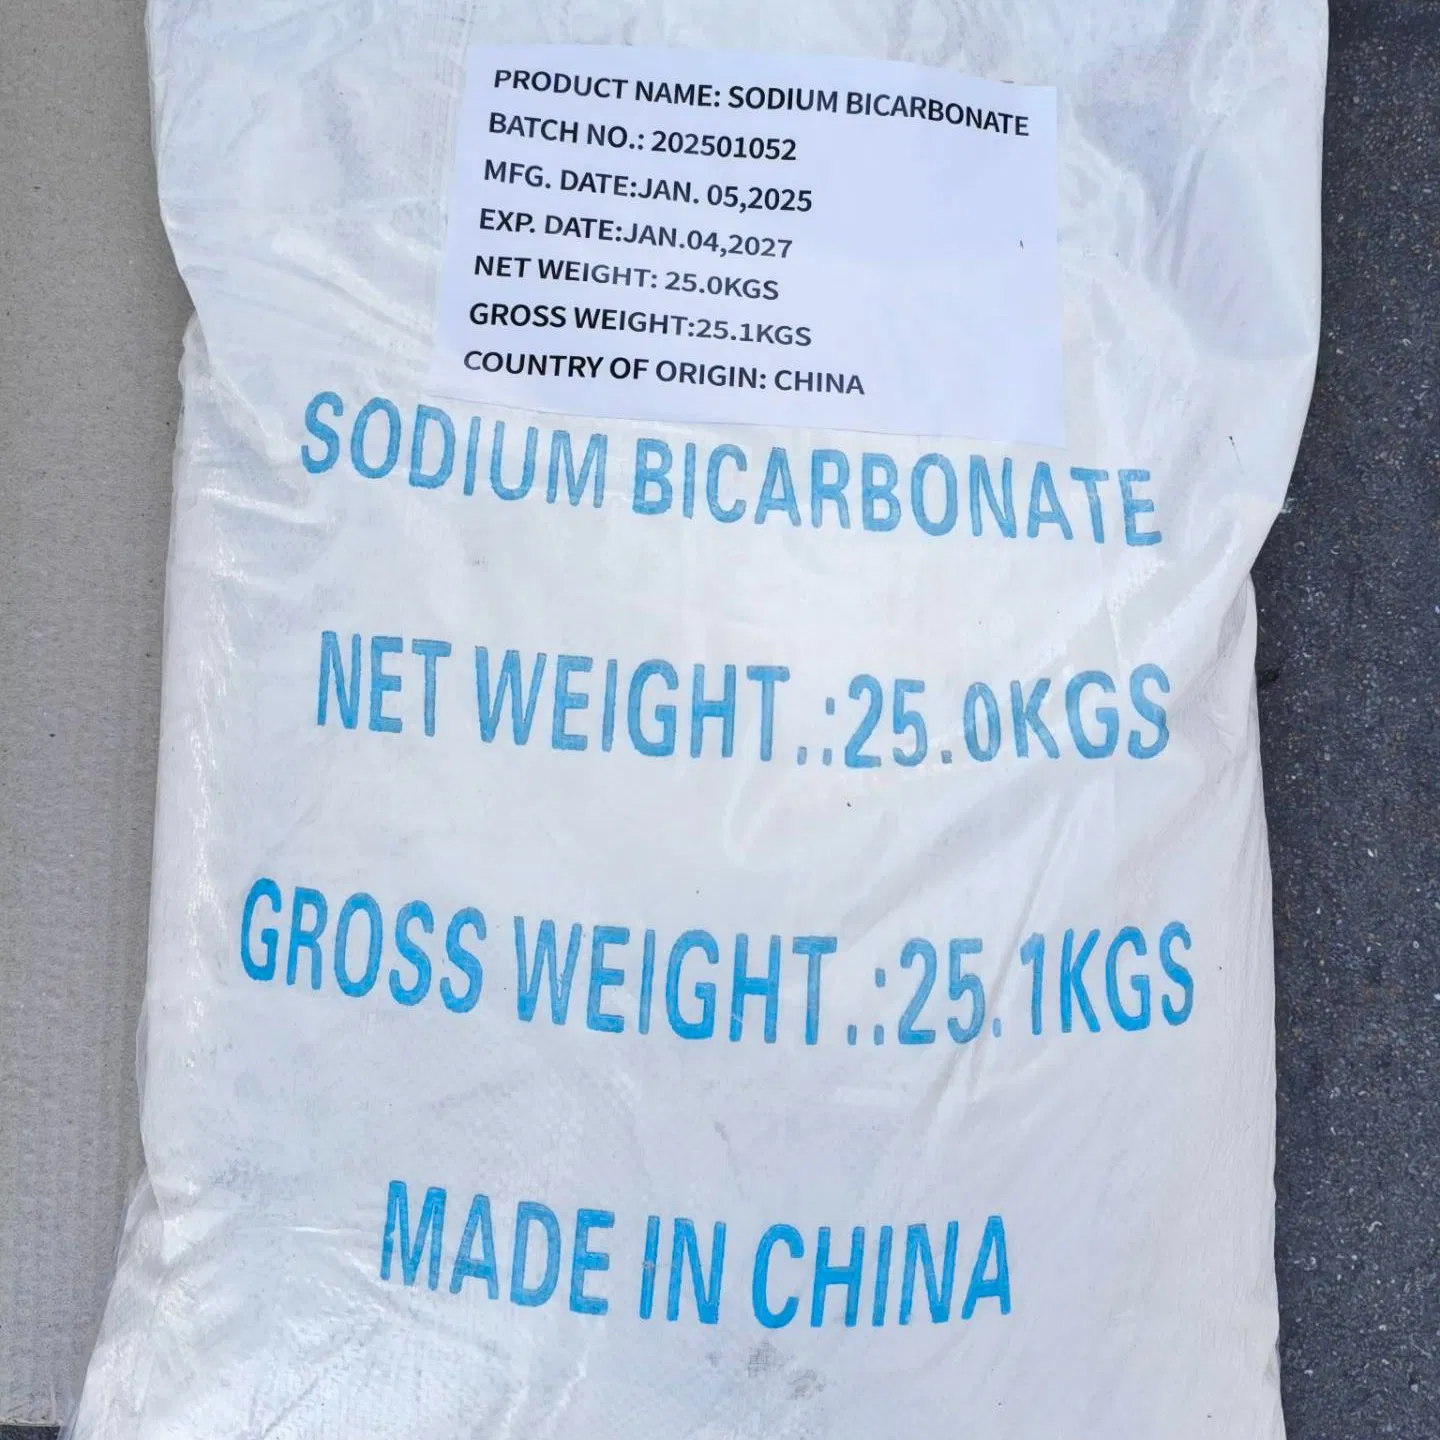 PRODUCT NAME: SODIUM BICARBONATE
BATCH NO.: 202501052
MFG. DATE:JAN. 05,2025
EXP. DATE:JAN.04,2027
NET WEIGHT: 25.0KGS
GROSS WEIGHT:25.1KGS
COUNTRY OF ORIGIN: CHINA
SODIUM BICARBONATE
NET WEIGHT.:25.0KGS
GROSS WEIGHT.:25.1KGS
MADE IN CHINA